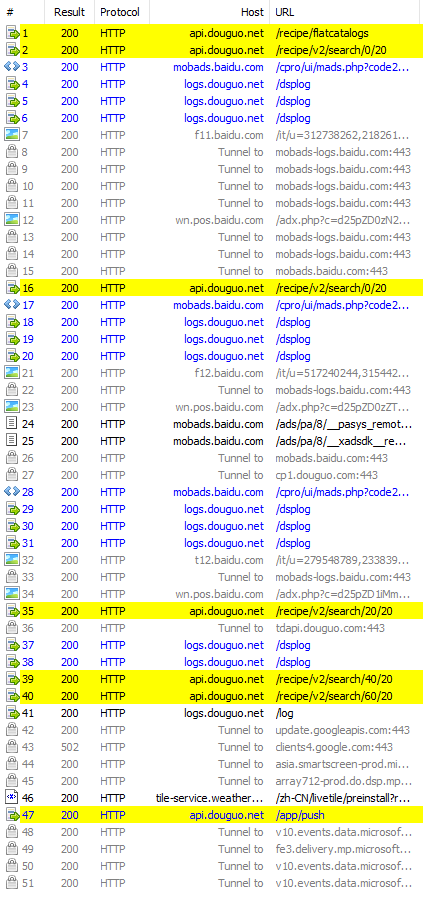 # Result Protocol Host URL
1 200 HTTP api.douguo.net /recipe/flatcatalogs
2 200 HTTP api.douguo.net /recipe/v2/search/0/20
3 200 HTTP mobads.baidu.com /cpro/ui/mads.php?code2...
4 200 HTTP logs.douguo.net /dsplog
5 200 HTTP logs.douguo.net /dsplog
6 200 HTTP logs.douguo.net /dsplog
7 200 HTTP f11.baidu.com /it/u=312738262,218261...
8 200 HTTP Tunnel to mobads-logs.baidu.com:443
9 200 HTTP Tunnel to mobads-logs.baidu.com:443
10 200 HTTP Tunnel to mobads-logs.baidu.com:443
11 200 HTTP Tunnel to mobads-logs.baidu.com:443
12 200 HTTP wn.pos.baidu.com /adx.php?c=d25pZD0zN2...
13 200 HTTP Tunnel to mobads-logs.baidu.com:443
14 200 HTTP Tunnel to mobads-logs.baidu.com:443
15 200 HTTP Tunnel to mobads.baidu.com:443
16 200 HTTP api.douguo.net /recipe/v2/search/0/20
17 200 HTTP mobads.baidu.com /cpro/ui/mads.php?code2...
18 200 HTTP logs.douguo.net /dsplog
19 200 HTTP logs.douguo.net /dsplog
20 200 HTTP logs.douguo.net /dsplog
21 200 HTTP f12.baidu.com /it/u=517240244,315442...
22 200 HTTP Tunnel to mobads-logs.baidu.com:443
23 200 HTTP wn.pos.baidu.com /adx.php?c=d25pZD0zZT...
24 200 HTTP mobads.baidu.com /ads/pa/8/__pasys_remot...
25 200 HTTP mobads.baidu.com /ads/pa/8/__xadsdk__re...
26 200 HTTP Tunnel to mobads.baidu.com:443
27 200 HTTP Tunnel to cp1.douguo.com:443
28 200 HTTP mobads.baidu.com /cpro/ui/mads.php?code2...
29 200 HTTP logs.douguo.net /dsplog
30 200 HTTP logs.douguo.net /dsplog
31 200 HTTP logs.douguo.net /dsplog
32 200 HTTP t12.baidu.com /it/u=279548789,233839...
33 200 HTTP Tunnel to mobads-logs.baidu.com:443
34 200 HTTP wn.pos.baidu.com /adx.php?c=d25pZD1iMm...
35 200 HTTP api.douguo.net /recipe/v2/search/20/20
36 200 HTTP Tunnel to tdapi.douguo.com:443
37 200 HTTP logs.douguo.net /dsplog
38 200 HTTP logs.douguo.net /dsplog
39 200 HTTP api.douguo.net /recipe/v2/search/40/20
40 200 HTTP api.douguo.net /recipe/v2/search/60/20
41 200 HTTP logs.douguo.net /log
42 200 HTTP Tunnel to update.googleapis.com:443
43 502 HTTP Tunnel to clients4.google.com:443
44 200 HTTP Tunnel to asia.smartscreen-prod.mi...
45 200 HTTP Tunnel to array712-prod.do.dsp.mp...
46 200 HTTP tile-service.weather... /zh-CN/livetile/preinstall?r...
47 200 HTTP api.douguo.net /app/push
48 200 HTTP Tunnel to v10.events.data.microsof...
49 200 HTTP Tunnel to fe3.delivery.mp.microsoft...
50 200 HTTP Tunnel to v10.events.data.microsof...
51 200 HTTP Tunnel to v10.events.data.microsof...